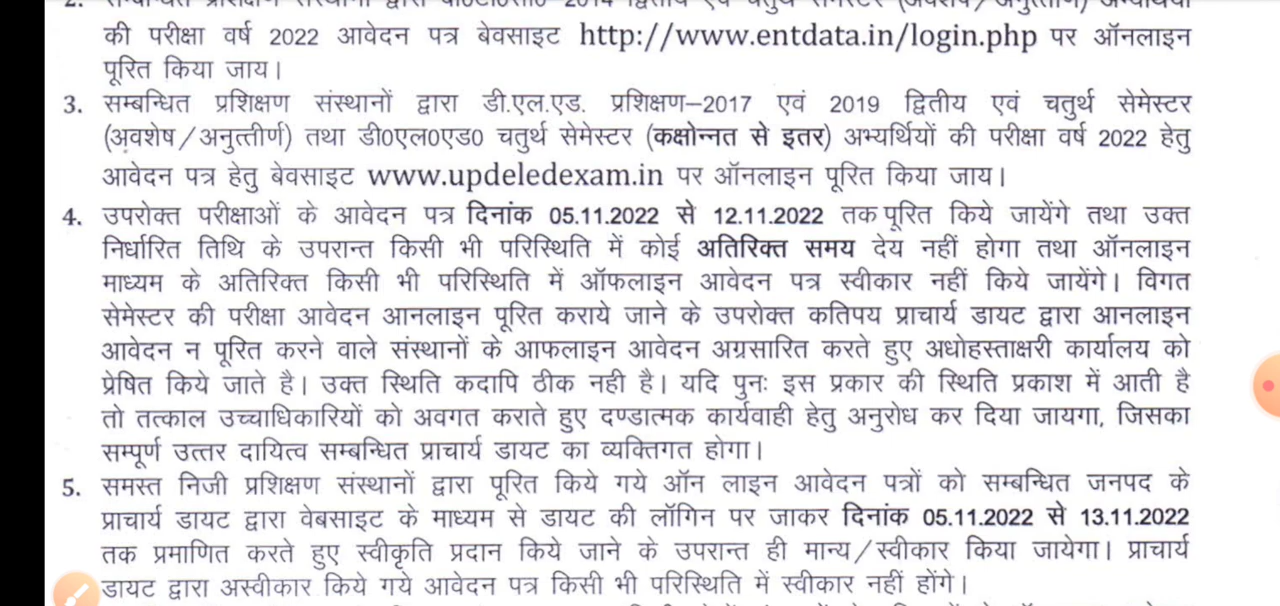 की परीक्षा वर्ष 2022 आवेदन पत्र बेवसाइट http://www.entdata.in/login.php पर ऑनलाइन
पूरित किया जाय।
3. सम्बन्धित प्रशिक्षण संस्थानों द्वारा डी.एल.एड. प्रशिक्षण–2017 एवं 2019 द्वितीय एवं चतुर्थ सेमेस्टर
(अवशेष/अनुत्तीर्ण) तथा डी0एल0एड0 चतुर्थ सेमेस्टर (कक्षोन्नत से इतर) अभ्यर्थियों की परीक्षा वर्ष 2022 हेतु
आवेदन पत्र हेतु बेवसाइट www.updeledexam.in पर ऑनलाइन पूरित किया जाय।
4. उपरोक्त परीक्षाओं के आवेदन पत्र दिनांक 05.11.2022 से 12.11.2022 तक पूरित किये जायेंगे तथा उक्त
निर्धारित तिथि के उपरान्त किसी भी परिस्थिति में कोई अतिरिक्त समय देय नहीं होगा तथा ऑनलाइन
माध्यम के अतिरिक्त किसी भी परिस्थिति में ऑफलाइन आवेदन पत्र स्वीकार नहीं किये जायेंगे। विगत
सेमेस्टर की परीक्षा आवेदन आनलाइन पूरित कराये जाने के उपरोक्त कतिपय प्राचार्य डायट द्वारा आनलाइन
आवेदन न पूरित करने वाले संस्थानों के आफलाइन आवेदन अग्रसारित करते हुए अधोहस्ताक्षरी कार्यालय को
प्रेषित किये जाते है। उक्त स्थिति कदापि ठीक नही है। यदि पुनः इस प्रकार की स्थिति प्रकाश में आती है
तो तत्काल उच्चाधिकारियों को अवगत कराते हुए दण्डात्मक कार्यवाही हेतु अनुरोध कर दिया जायगा, जिसका
सम्पूर्ण उत्तर दायित्व सम्बन्धित प्राचार्य डायट का व्यक्तिगत होगा।
5. समस्त निजी प्रशिक्षण संस्थानों द्वारा पूरित किये गये ऑन लाइन आवेदन पत्रों को सम्बन्धित जनपद के
प्राचार्य डायट द्वारा वेबसाइट के माध्यम से डायट की लॉगिन पर जाकर दिनांक 05.11.2022 से 13.11.2022
तक प्रमाणित करते हुए स्वीकृति प्रदान किये जाने के उपरान्त ही मान्य/स्वीकार किया जायेगा। प्राचार्य
डायट द्वारा अस्वीकार किये गये आवेदन पत्र किसी भी परिस्थिति में स्वीकार नहीं होंगे।